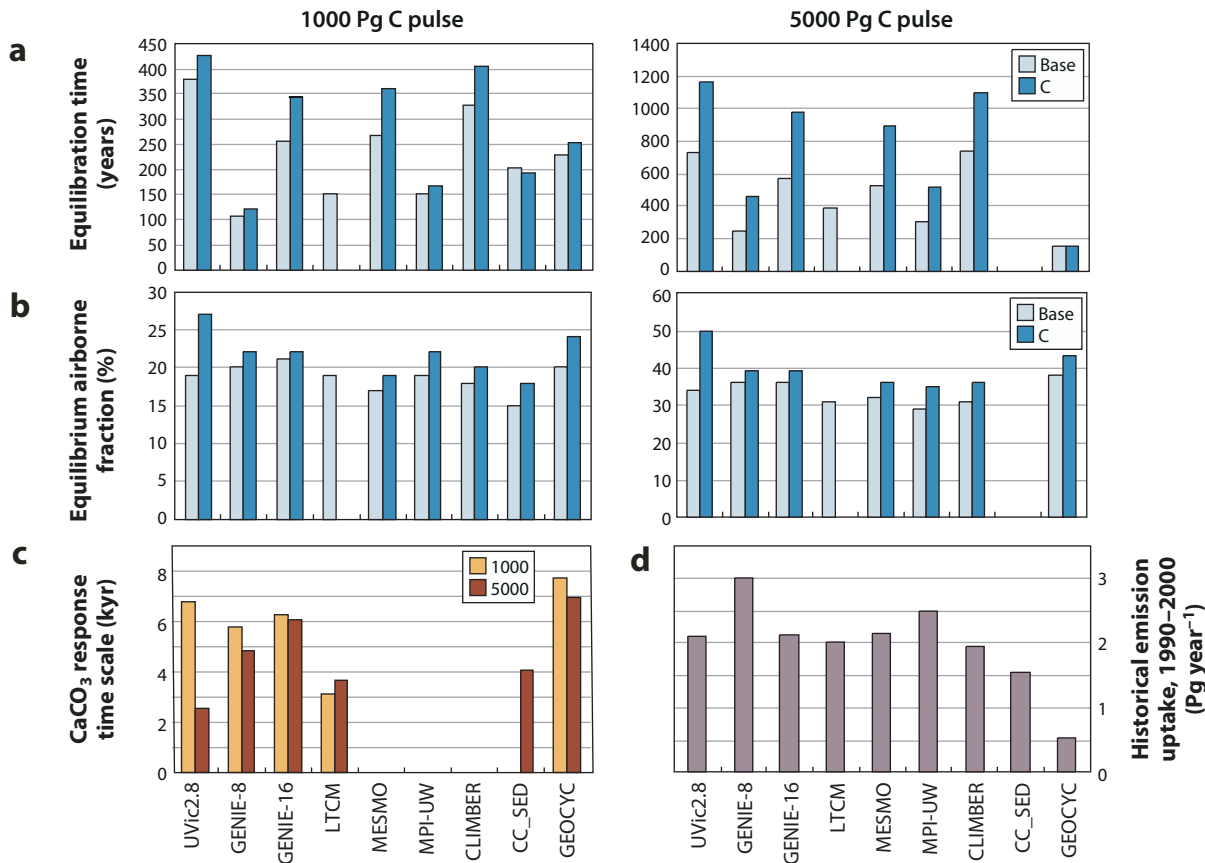 1000 Pg C pulse
5000 Pg C pulse
a
Equilibration time
(years)
450
400
350
300
250
200
150
100
50
0
1400
1200
1000
800
600
400
200
0
Base
C
b
Equilibrium airborne
fraction (%)
30
25
20
15
10
5
0
60
50
40
30
20
10
0
Base
C
c
CaCO₃ response
time scale (kyr)
8
6
4
2
0
1000
5000
UVic2.8
GENIE-8
GENIE-16
LTCM
MESMO
MPI-UW
CLIMBER
CC_SED
GEOCYC
d
3
2
1
0
Historical emission
uptake, 1990–2000
(Pg year⁻¹)
UVic2.8
GENIE-8
GENIE-16
LTCM
MESMO
MPI-UW
CLIMBER
CC_SED
GEOCYC